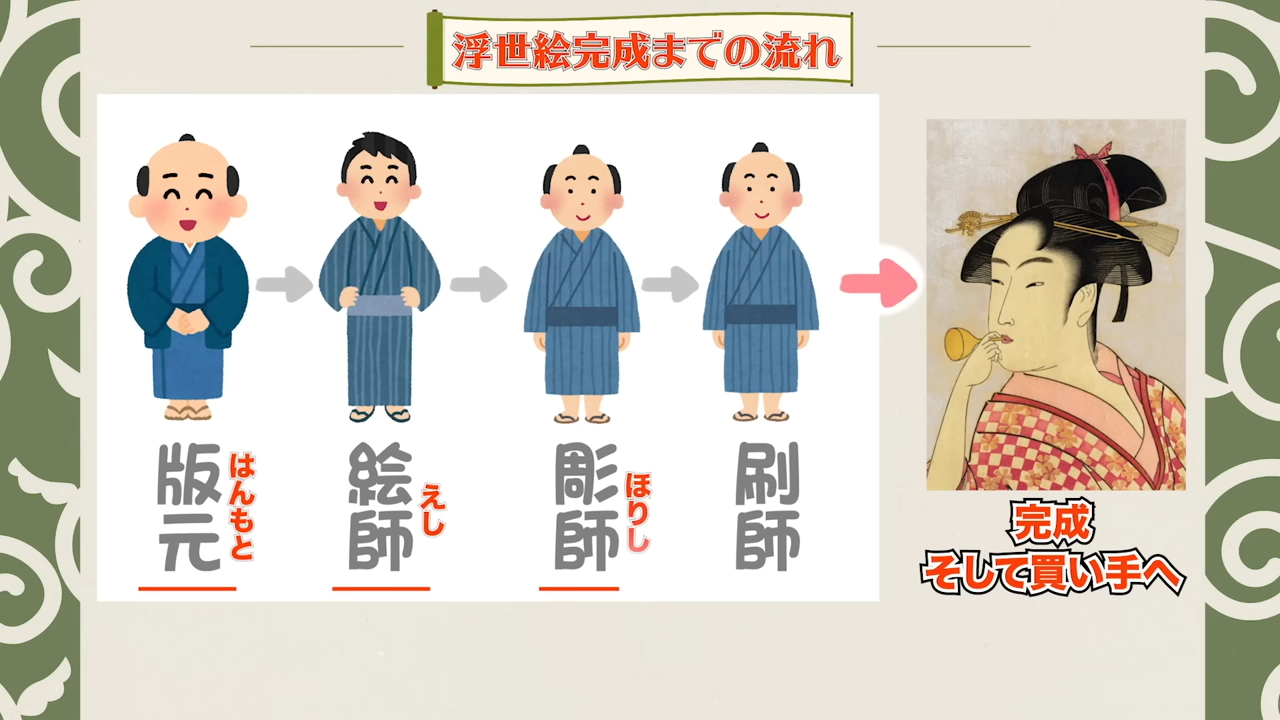 浮世絵完成までの流れ
版元
はんもと
絵師
えし
彫師
ほりし
刷師
完成
そして買い手へ